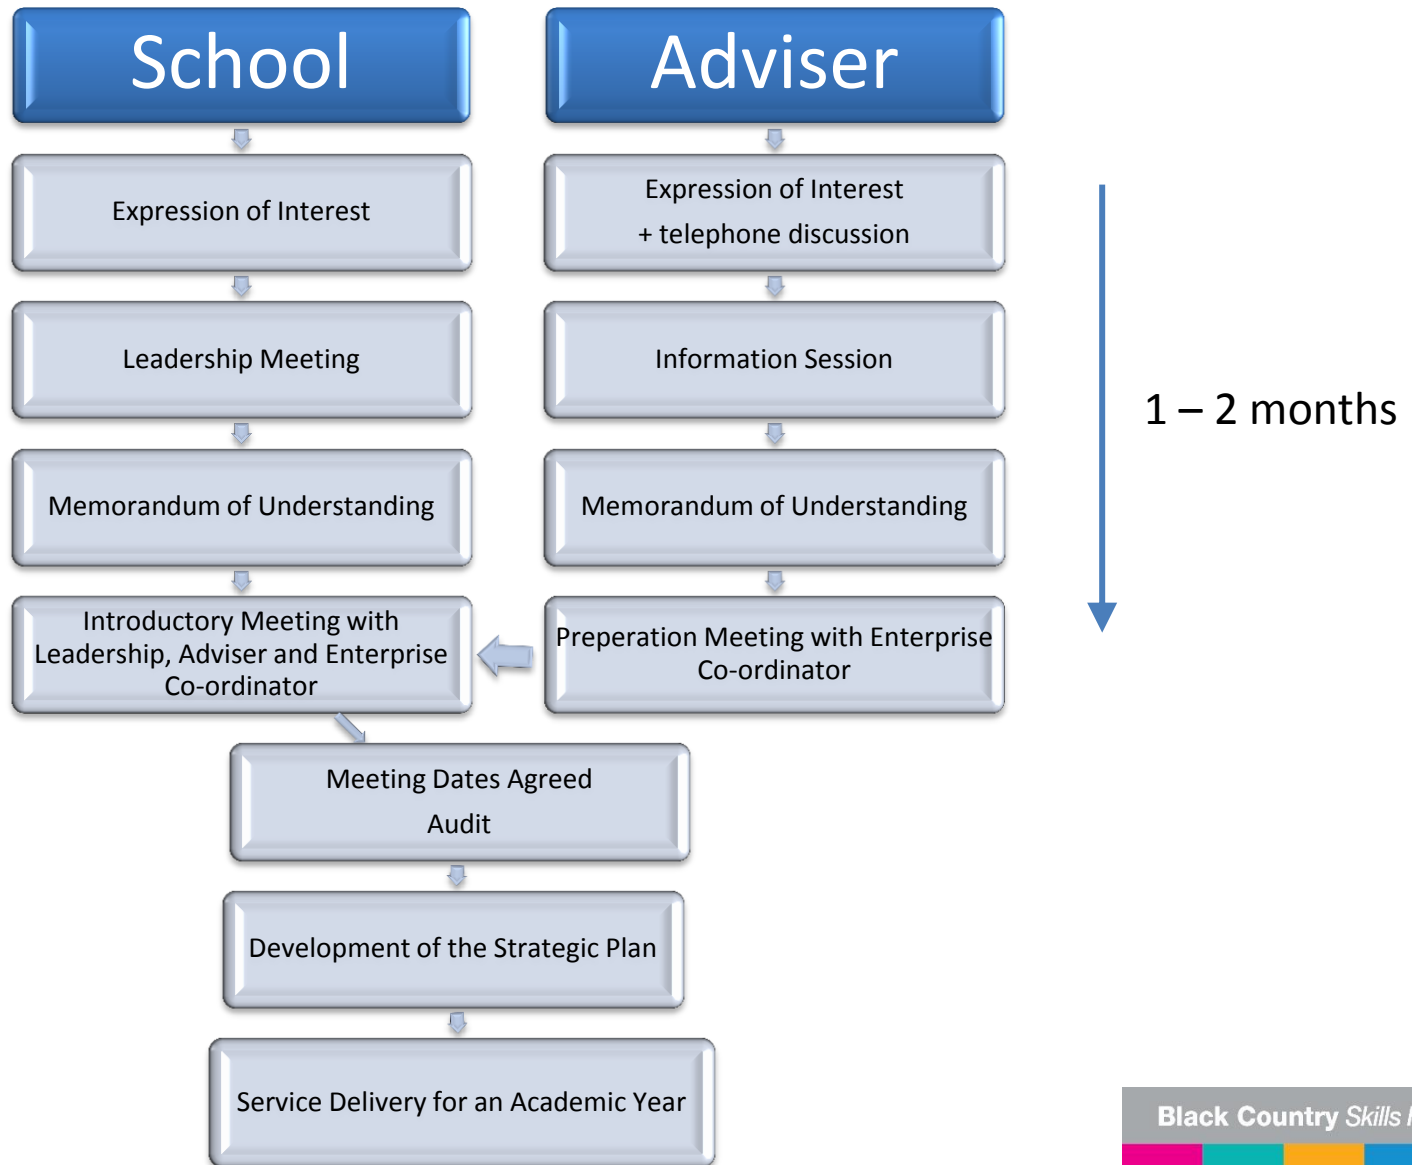 School
Adviser
Expression of Interest
Expression of Interest
+ telephone discussion
Leadership Meeting
Information Session
1 – 2 months
Memorandum of Understanding
Memorandum of Understanding
Introductory Meeting with
Leadership, Adviser and Enterprise
Co-ordinator
Preperation Meeting with Enterprise
Co-ordinator
Meeting Dates Agreed
Audit
Development of the Strategic Plan
Service Delivery for an Academic Year
Black Country Skills